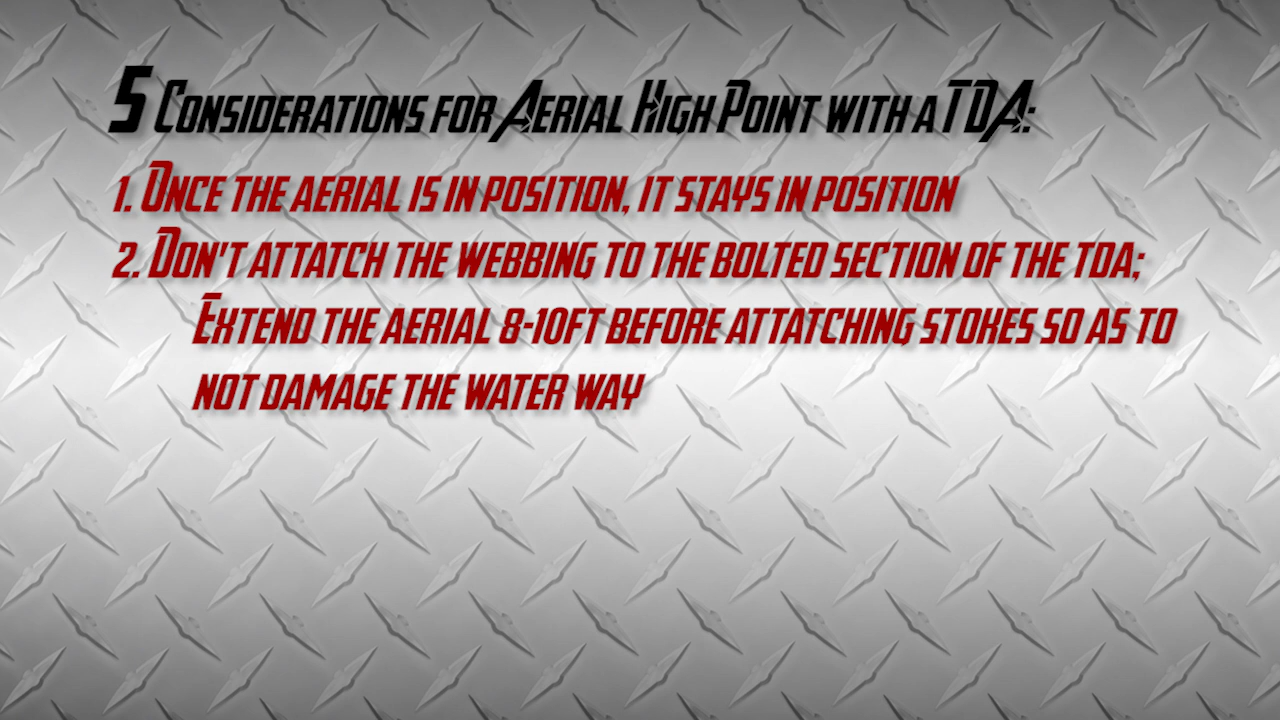 5 Considerations for Aerial High Point with a TDA:
1. Once the aerial is in position, it stays in position
2. Don't attatch the webbing to the bolted section of the TDA;
Extend the aerial 8-10ft before attatching stokes so as to
not damage the water way